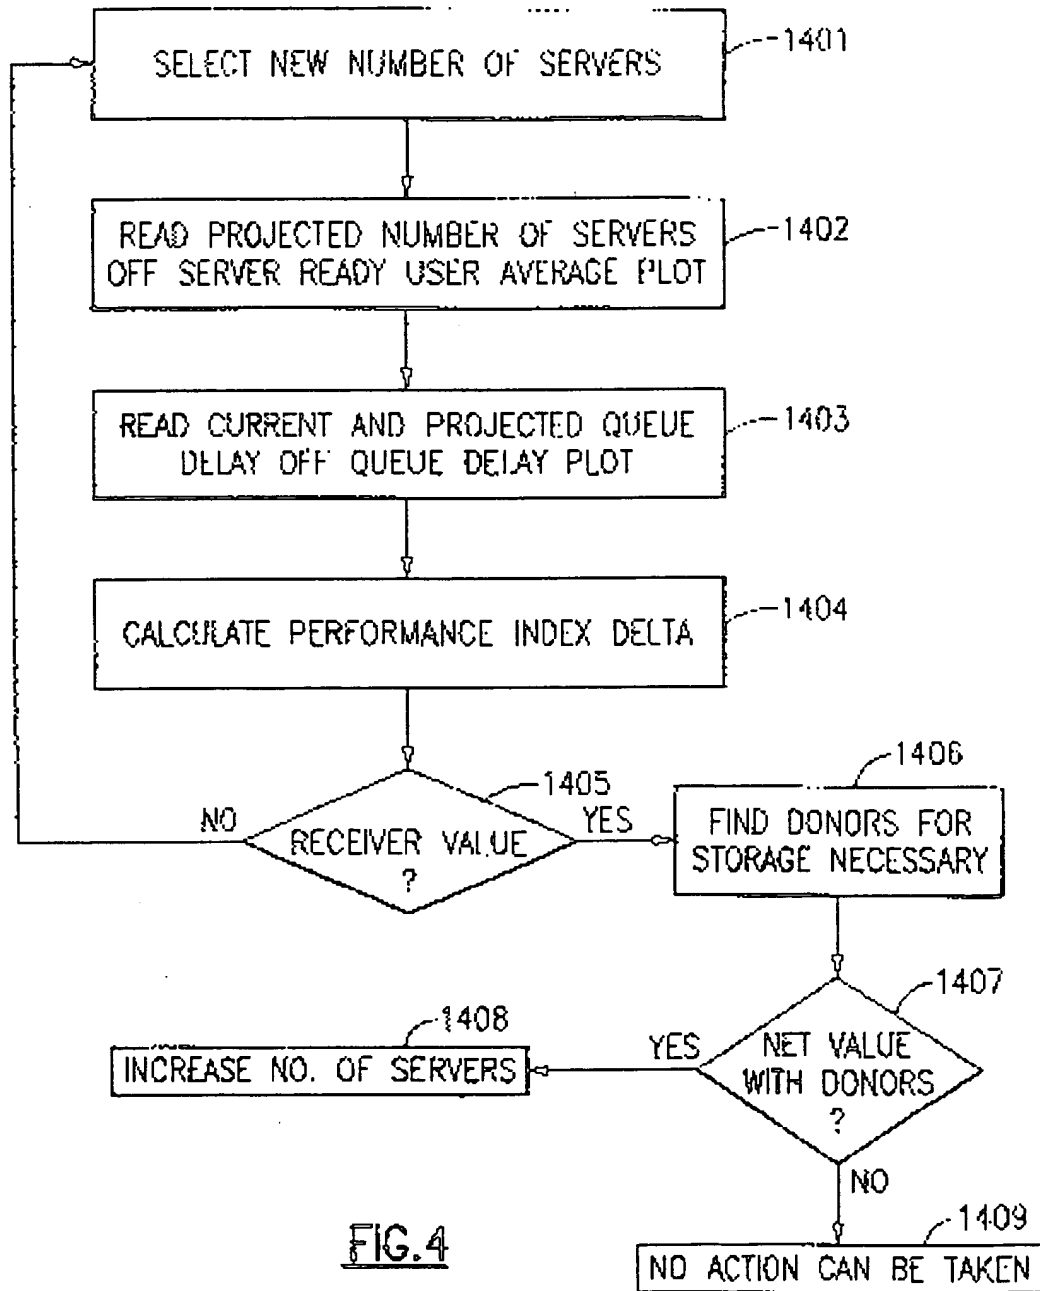 SELECT NEW NUMBER OF SERVERS
1401
READ PROJECTED NUMBER OF SERVERS
OFF SERVER READY USER AVERAGE PLOT
1402
READ CURRENT AND PROJECTED QUEUE
DELAY OFF QUEUE DELAY PLOT
1403
CALCULATE PERFORMANCE INDEX DELTA
1404
RECEIVER VALUE
?
1405
NO
YES
FIND DONORS FOR
STORAGE NECESSARY
1406
NET VALUE
WITH DONORS
?
1407
YES
INCREASE NO. OF SERVERS
1408
NO
NO ACTION CAN BE TAKEN
1409
FIG.4